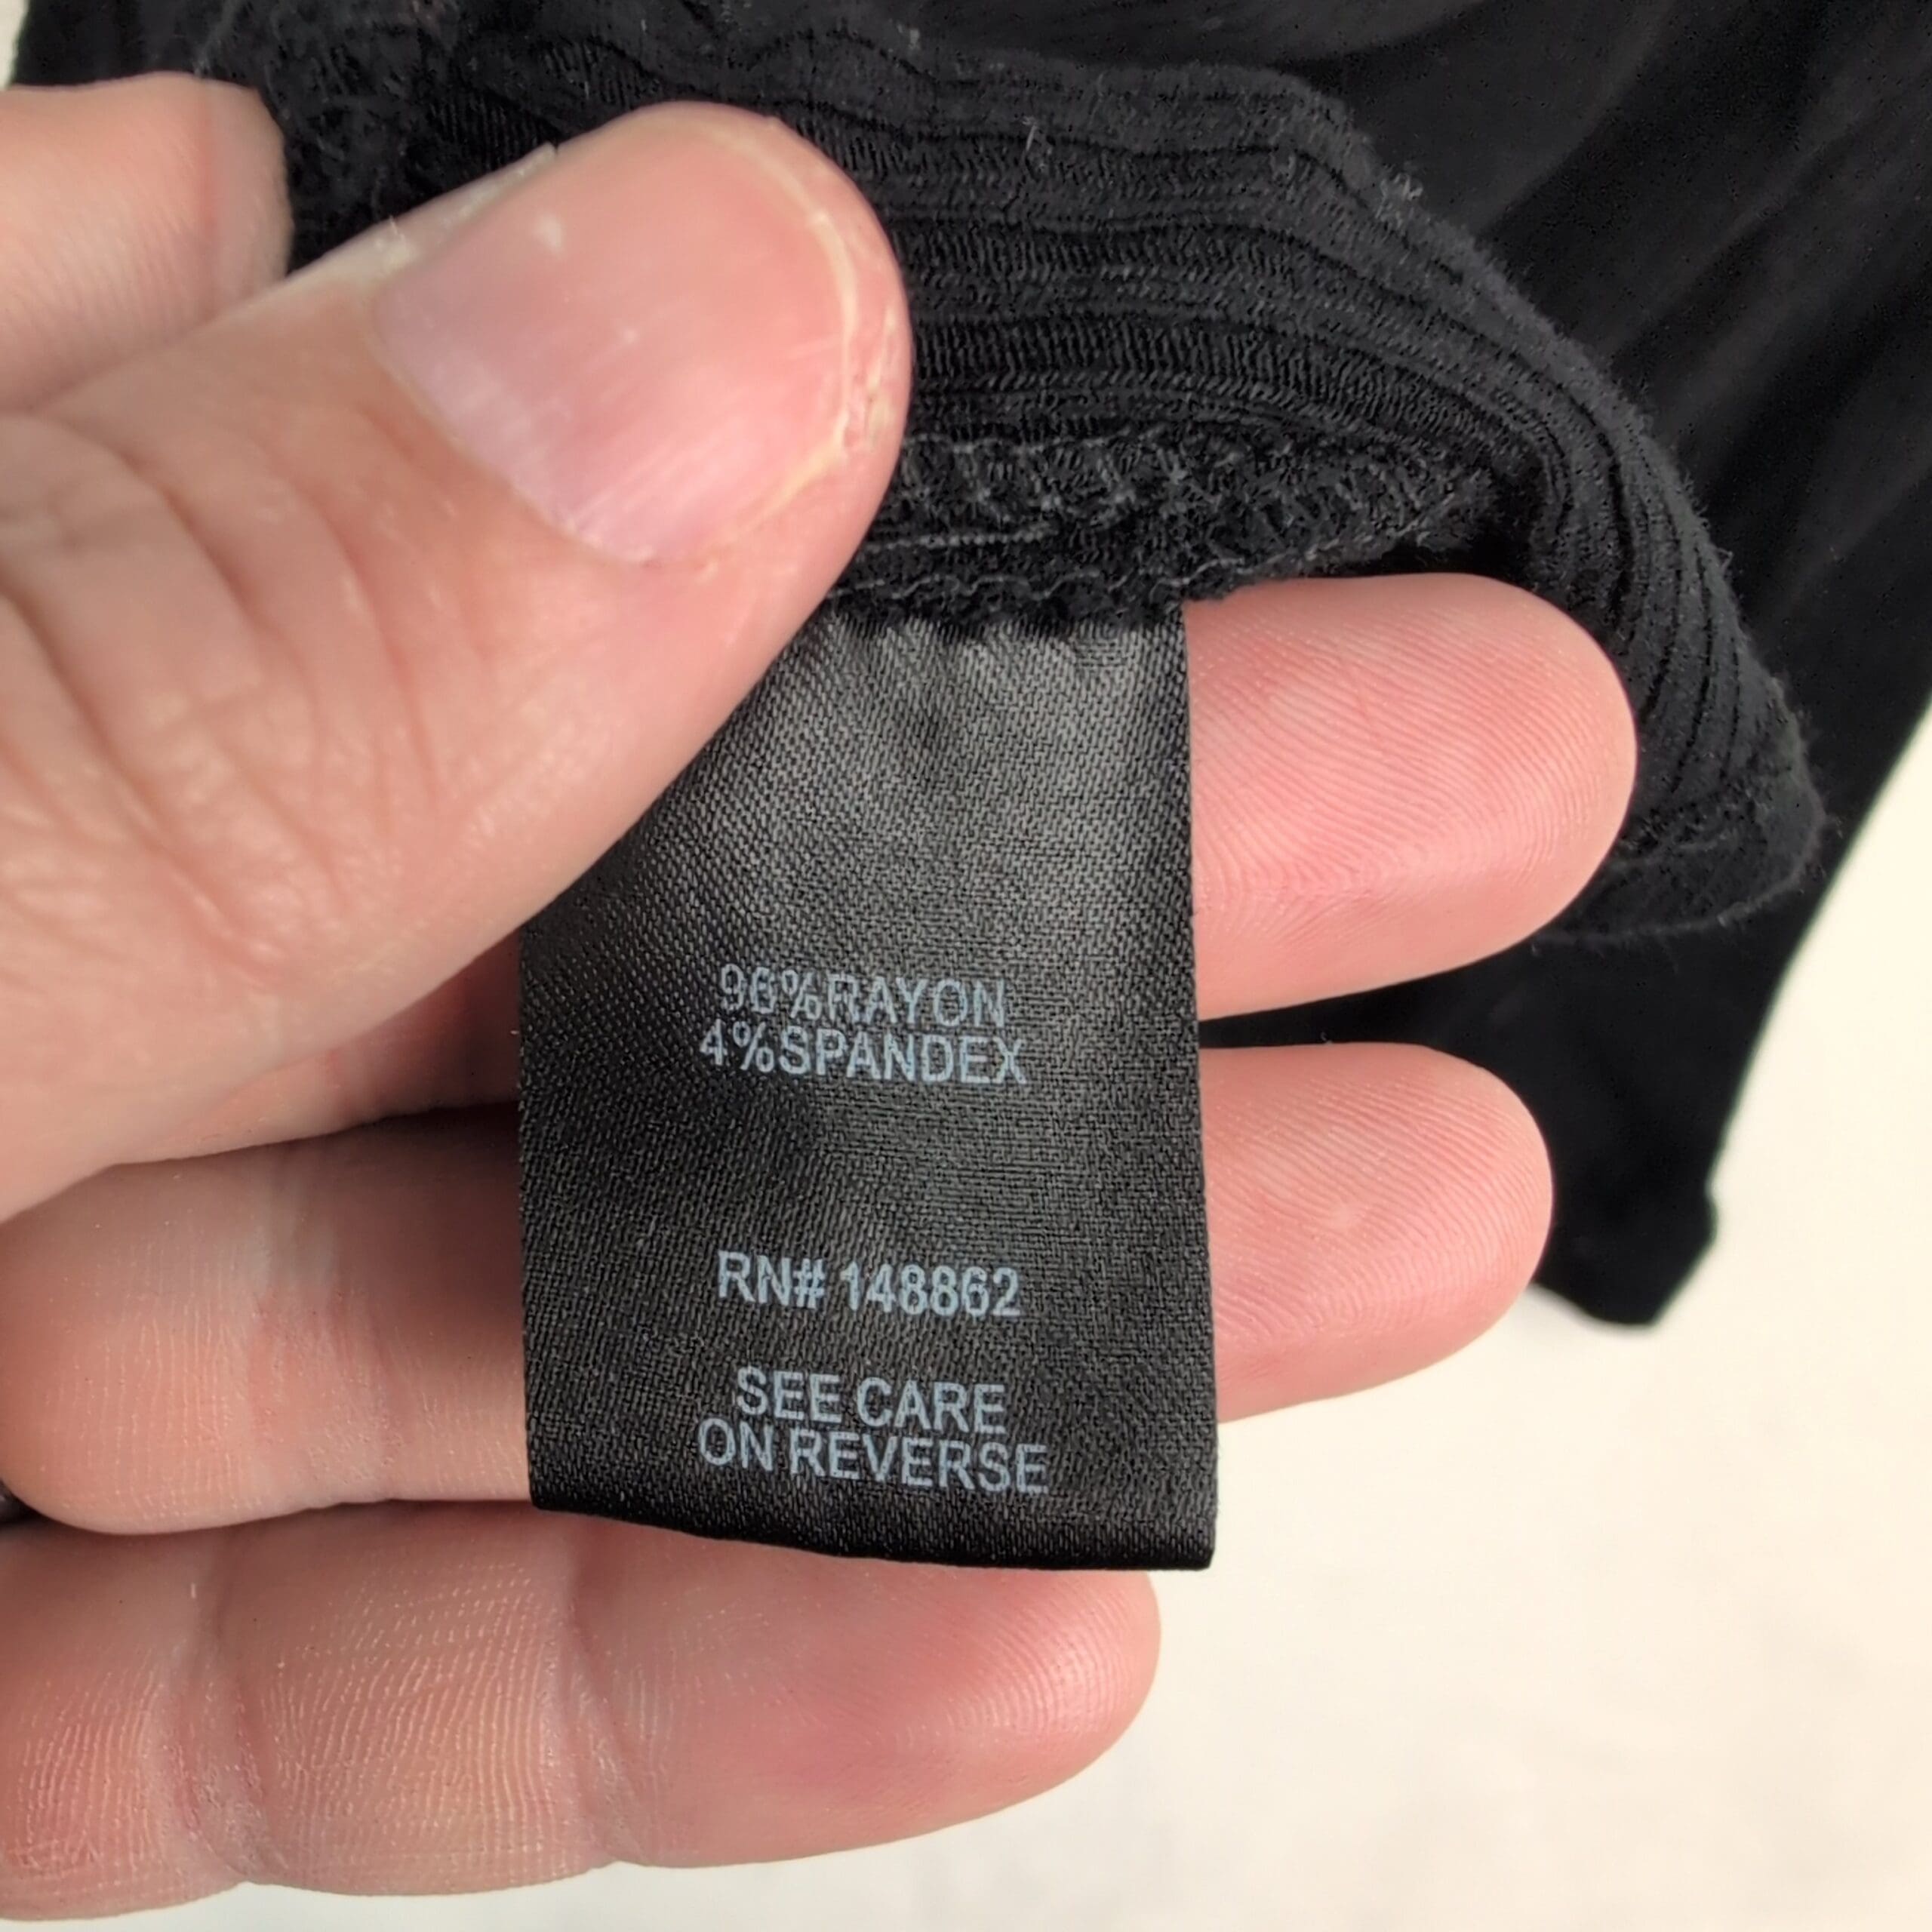 96%RAYON
4%SPANDEX
RN# 148862
SEE CARE
ON REVERSE